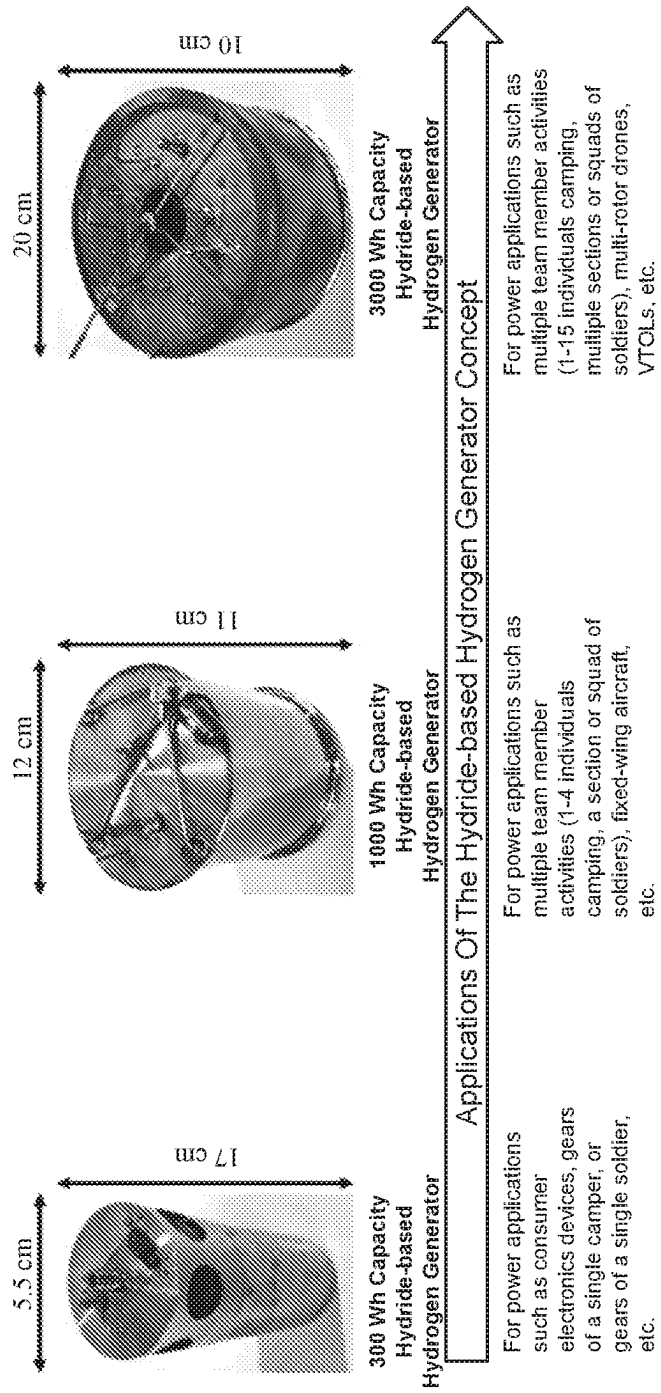 5.5 cm
17 cm
300 Wh Capacity
Hydride-based
Hydrogen Generator
12 cm
11 cm
1000 Wh Capacity
Hydride-based
Hydrogen Generator
20 cm
10 cm
3000 Wh Capacity
Hydride-based
Hydrogen Generator
Applications Of The Hydride-based Hydrogen Generator Concept
For power applications
such as consumer
electronics devices, gears
of a single camper, or
gears of a single soldier,
etc.
For power applications such as
multiple team member
activities (1-4 individuals
camping, a section or squad of
soldiers), fixed-wing aircraft,
etc.
For power applications such as
multiple team member activities
(1-15 individuals camping,
multiple sections or squads of
soldiers), multi-rotor drones,
VTOLs, etc.